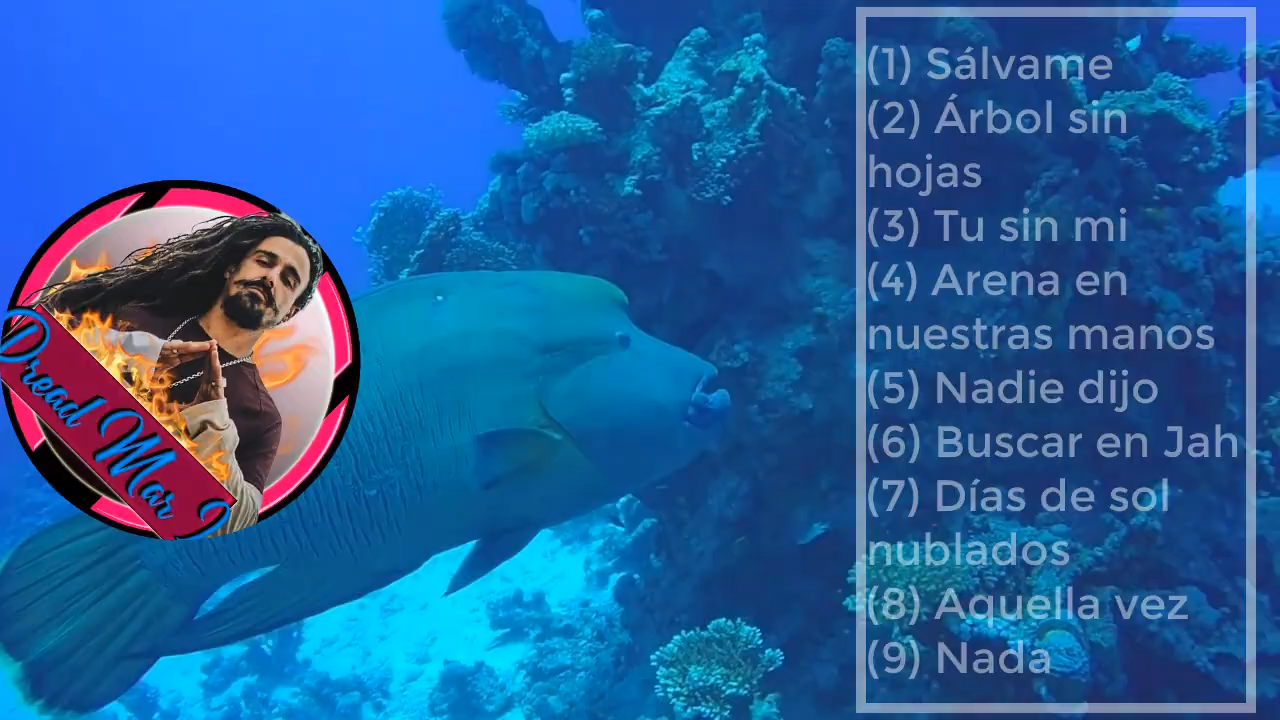 Dread Mar I
(1) Sálvame
(2) Árbol sin
hojas
(3) Tu sin mi
(4) Arena en
nuestras manos
(5) Nadie dijo
(6) Buscar en Jah
(7) Días de sol
nublados
(8) Aquella vez
(9) Nada